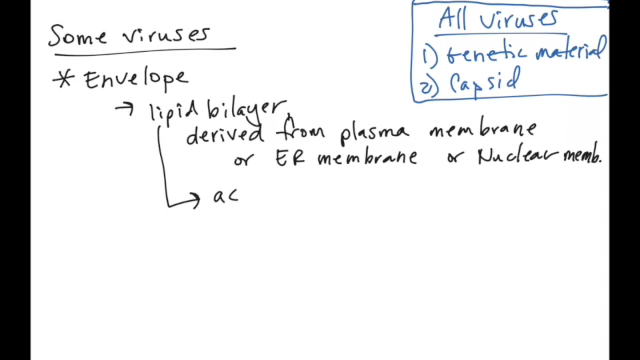 Some viruses
* Envelope
→ lipid bilayer,
derived from plasma membrane
or ER membrane or Nuclear memb.
→ ac
All viruses
1) Genetic material
2) Capsid